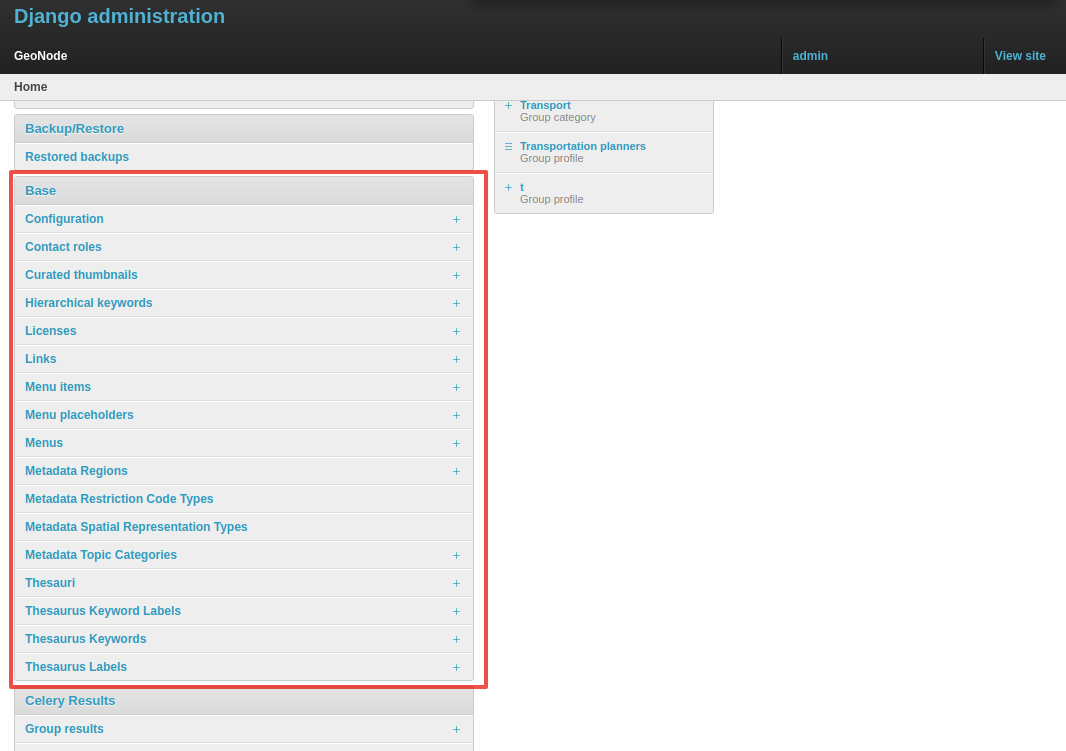 Django administration
GeoNode
admin
View site
Home
Backup/Restore
Restored backups
Base
Configuration +
Contact roles +
Curated thumbnails +
Hierarchical keywords +
Licenses +
Links +
Menu items +
Menu placeholders +
Menus +
Metadata Regions +
Metadata Restriction Code Types
Metadata Spatial Representation Types
Metadata Topic Categories +
Thesauri +
Thesaurus Keyword Labels +
Thesaurus Keywords +
Thesaurus Labels +
Celery Results
Group results +
+ Transport
Group category
Transportation planners
Group profile
+ t
Group profile